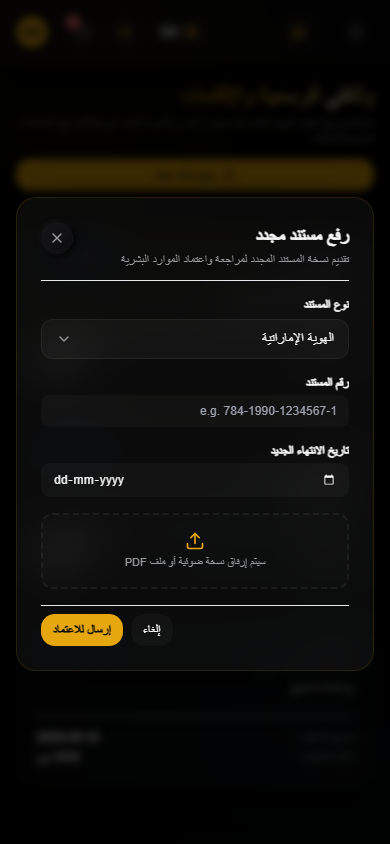 رفع مستند مجدد
تقديم نسخة المستند المجدد لمراجعة واعتماد الموارد البشرية
نوع المستند
الهوية الإماراتية
رقم المستند
e.g. 784-1990-1234567-1
تاريخ الانتهاء الجديد
dd-mm-yyyy
سيتم إرفاق نسخة ضوئية أو ملف PDF
إلغاء
إرسال للاعتماد